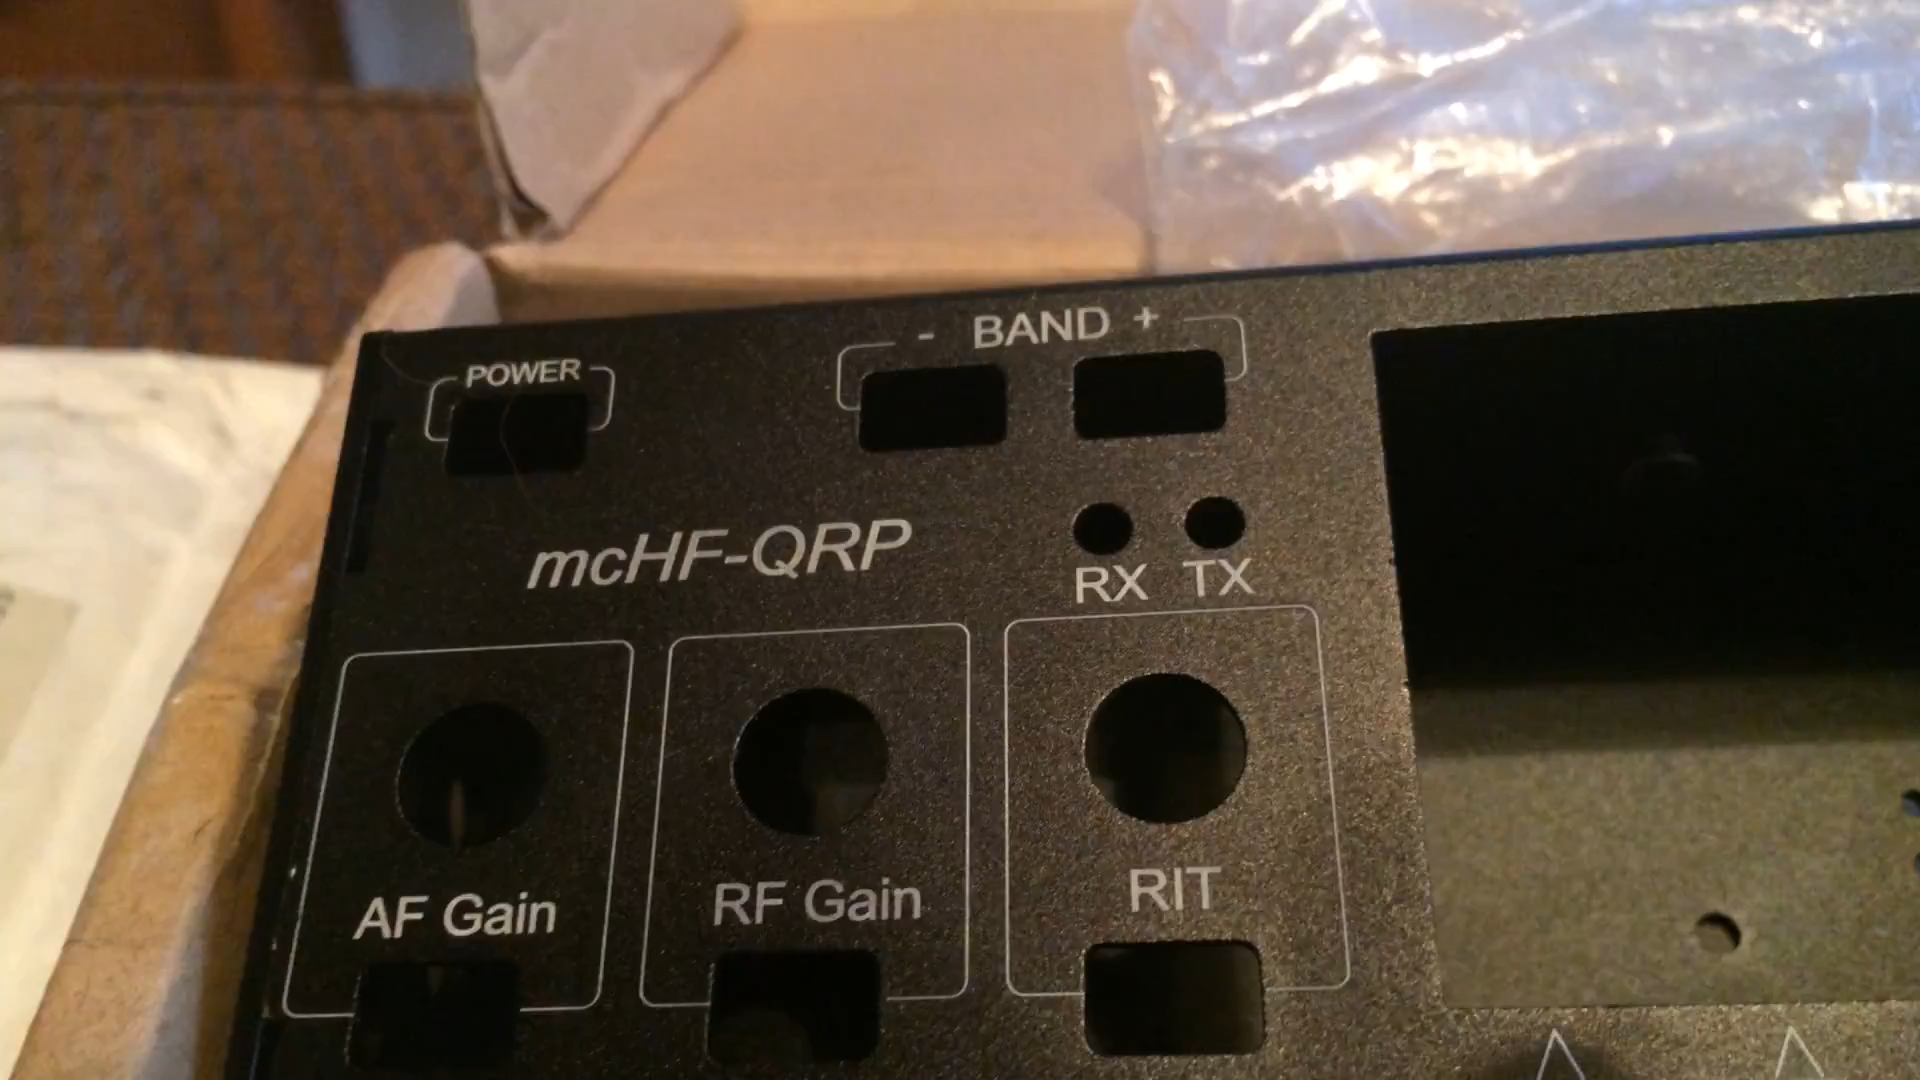 - BAND +
POWER
mcHF-QRP
RX TX
AF Gain
RF Gain
RIT